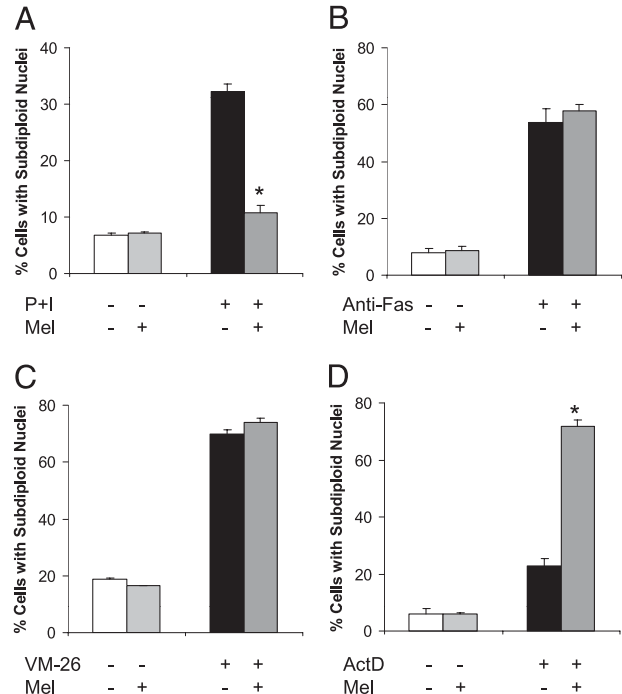 A
% Cells with Subdiploid Nuclei
40
30
20
10
0
P+I - - + +
Mel - + - +
*
B
% Cells with Subdiploid Nuclei
80
60
40
20
0
Anti-Fas - - + +
Mel - + - +
C
% Cells with Subdiploid Nuclei
80
60
40
20
0
VM-26 - - + +
Mel - + - +
D
% Cells with Subdiploid Nuclei
80
60
40
20
0
ActD - - + +
Mel - + - +
*